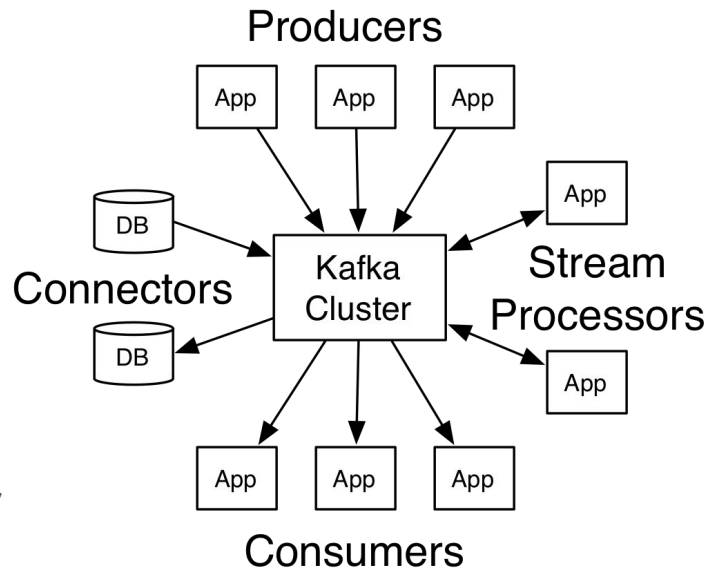 Producers
App
App
App
DB
App
Kafka
Cluster
Connectors
Stream
Processors
DB
App
App
App
App
Consumers